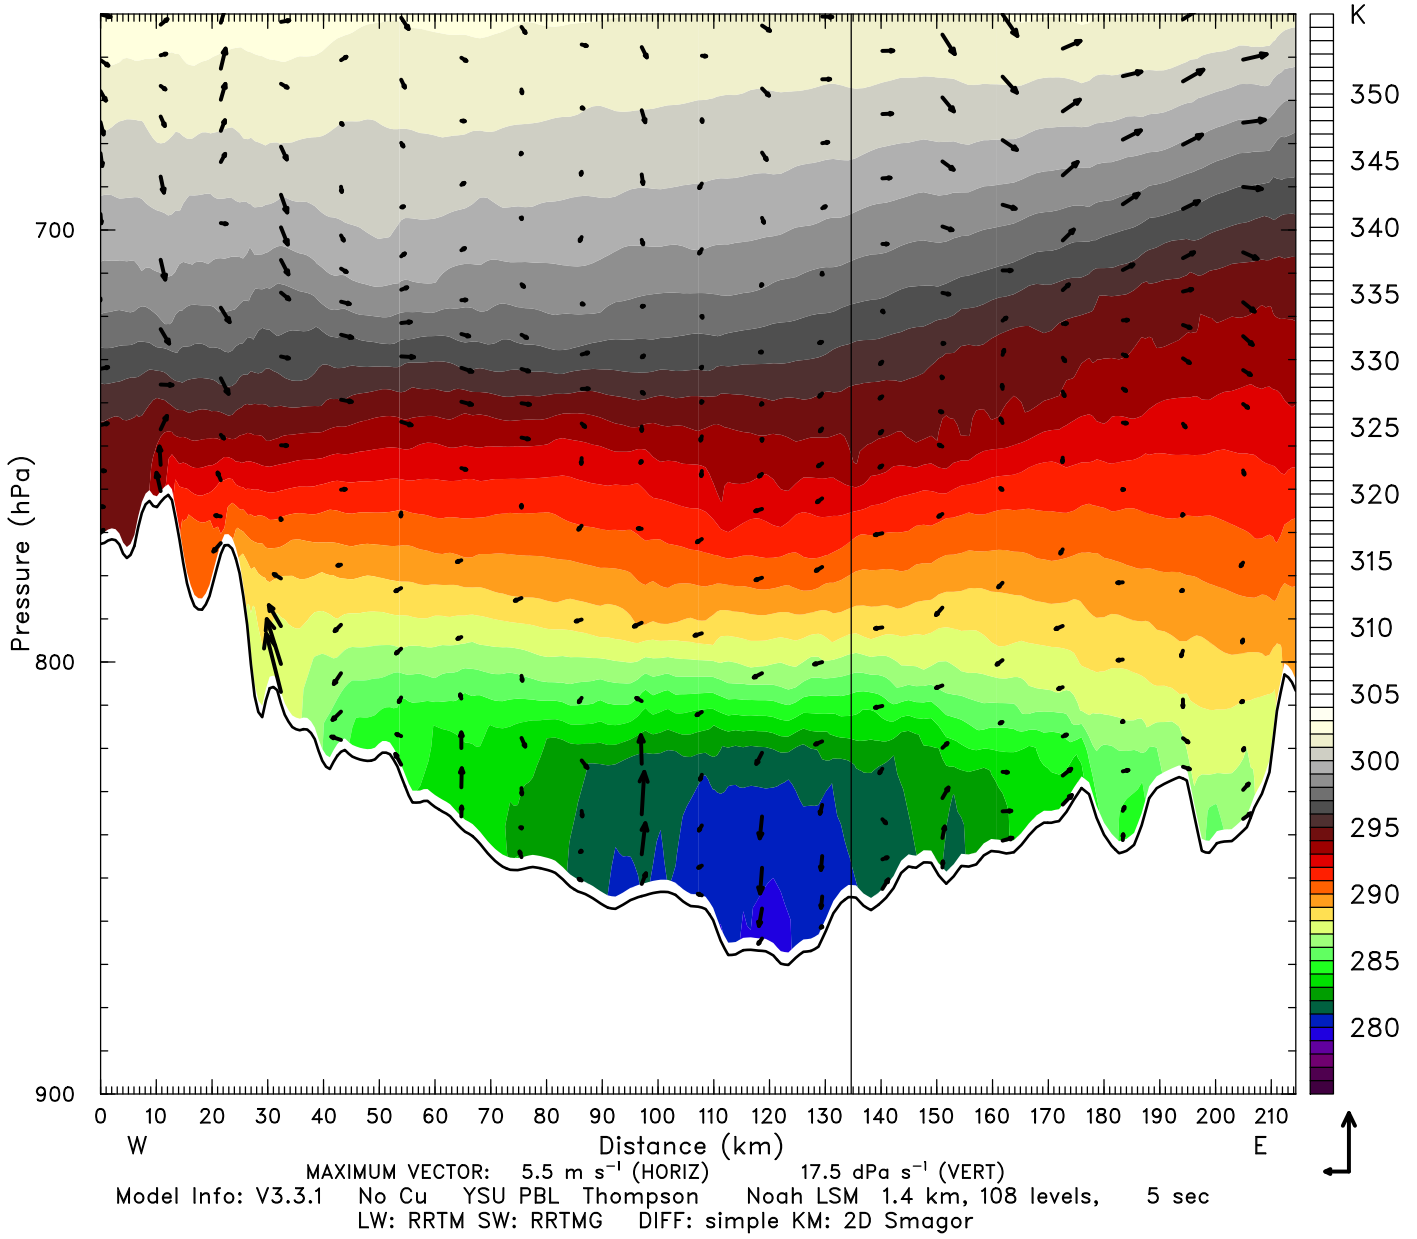 K
350
345
340
335
330
325
320
315
310
305
300
295
290
285
280
Pressure (hPa)
700
800
900
0 10 20 30 40 50 60 70 80 90 100 110 120 130 140 150 160 170 180 190 200 210
W Distance (km) E
MAXIMUM VECTOR: 5.5 m s⁻¹ (HORIZ) 17.5 dPa s⁻¹ (VERT)
Model Info: V3.3.1 No Cu YSU PBL Thompson Noah LSM 1.4 km, 108 levels, 5 sec
LW: RRTM SW: RRTMG DIFF: simple KM: 2D Smagor